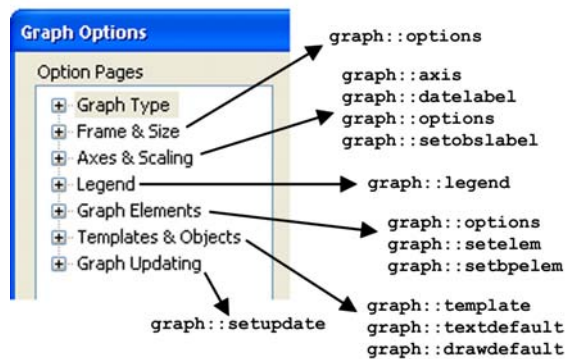 Graph Options
Option Pages
Graph Type
Frame & Size
Axes & Scaling
Legend
Graph Elements
Templates & Objects
Graph Updating
graph::options
graph::axis
graph::datelabel
graph::options
graph::setobslabel
graph::legend
graph::options
graph::setelem
graph::setbpelem
graph::template
graph::textdefault
graph::drawdefault
graph::setupdate